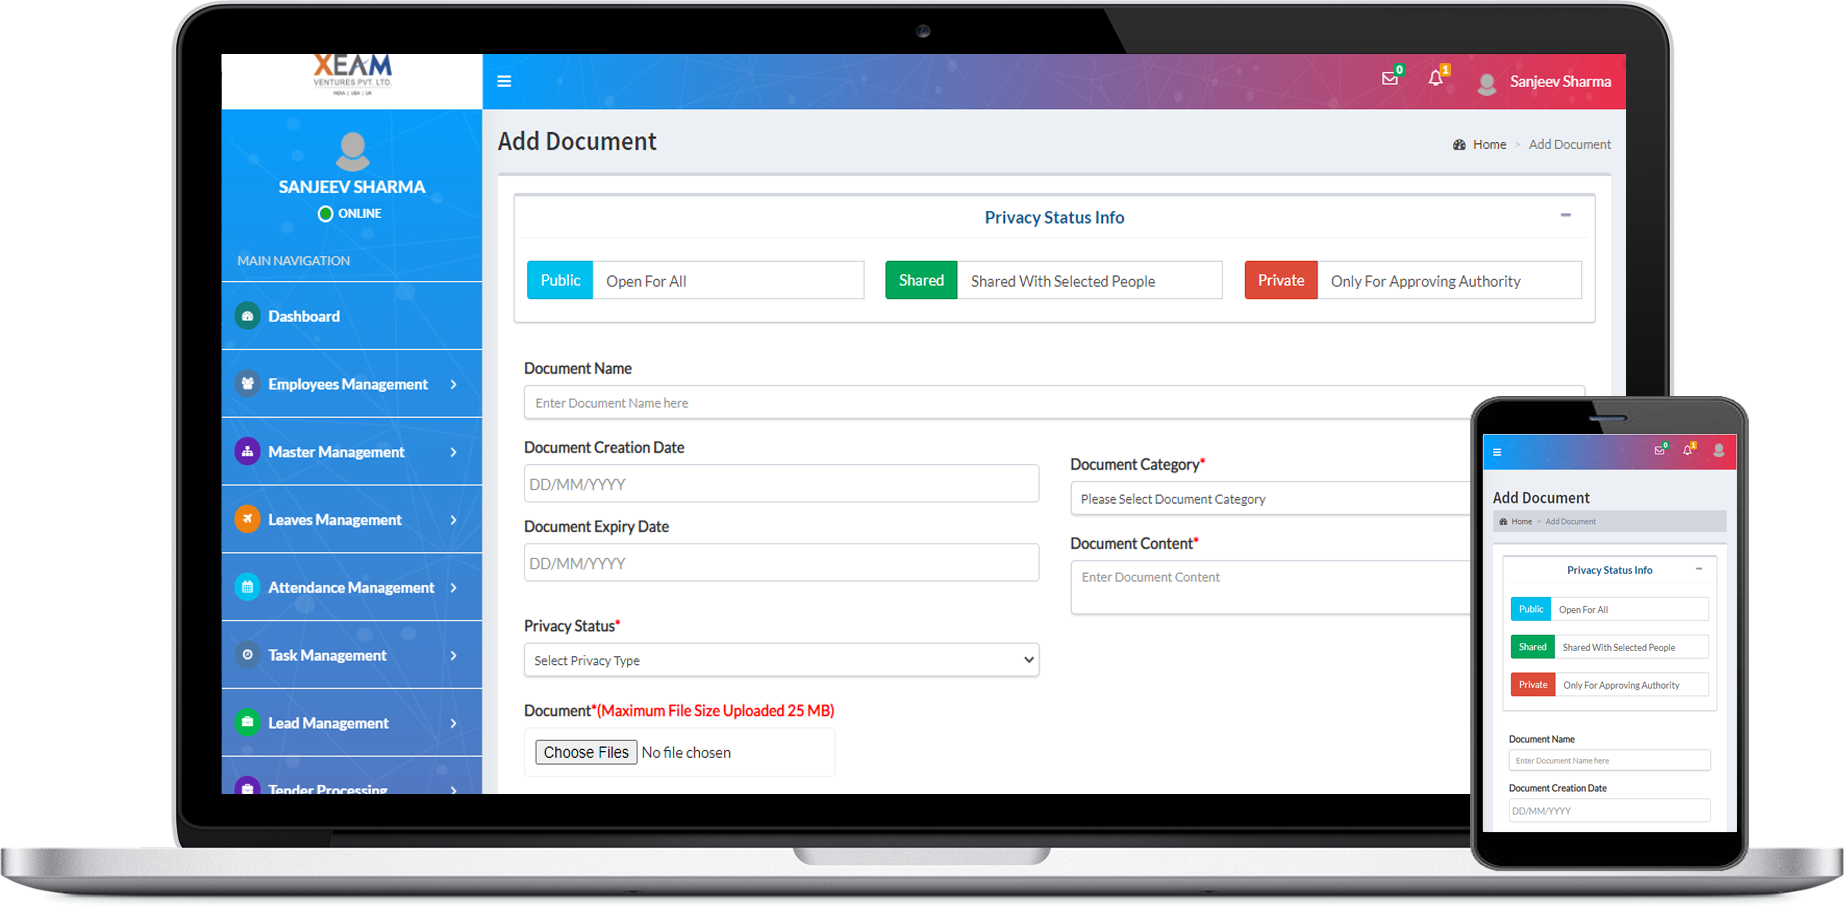 XEAM
VENTURES PVT. LTD.
INDIA | USA | UK
0
1
Sanjeev Sharma
SANJEEV SHARMA
ONLINE
MAIN NAVIGATION
Dashboard
Employees Management
Master Management
Leaves Management
Attendance Management
Task Management
Lead Management
Tender Processing
Add Document
Home > Add Document
Privacy Status Info
Public Open For All
Shared Shared With Selected People
Private Only For Approving Authority
Document Name
Enter Document Name here
Document Creation Date
DD/MM/YYYY
Document Expiry Date
DD/MM/YYYY
Privacy Status*
Select Privacy Type
Document*(Maximum File Size Uploaded 25 MB)
Choose Files No file chosen
Document Category*
Please Select Document Category
Document Content*
Enter Document Content
0
1
Add Document
Home > Add Document
Privacy Status Info
Public Open For All
Shared Shared With Selected People
Private Only For Approving Authority
Document Name
Enter Document Name here
Document Creation Date
DD/MM/YYYY